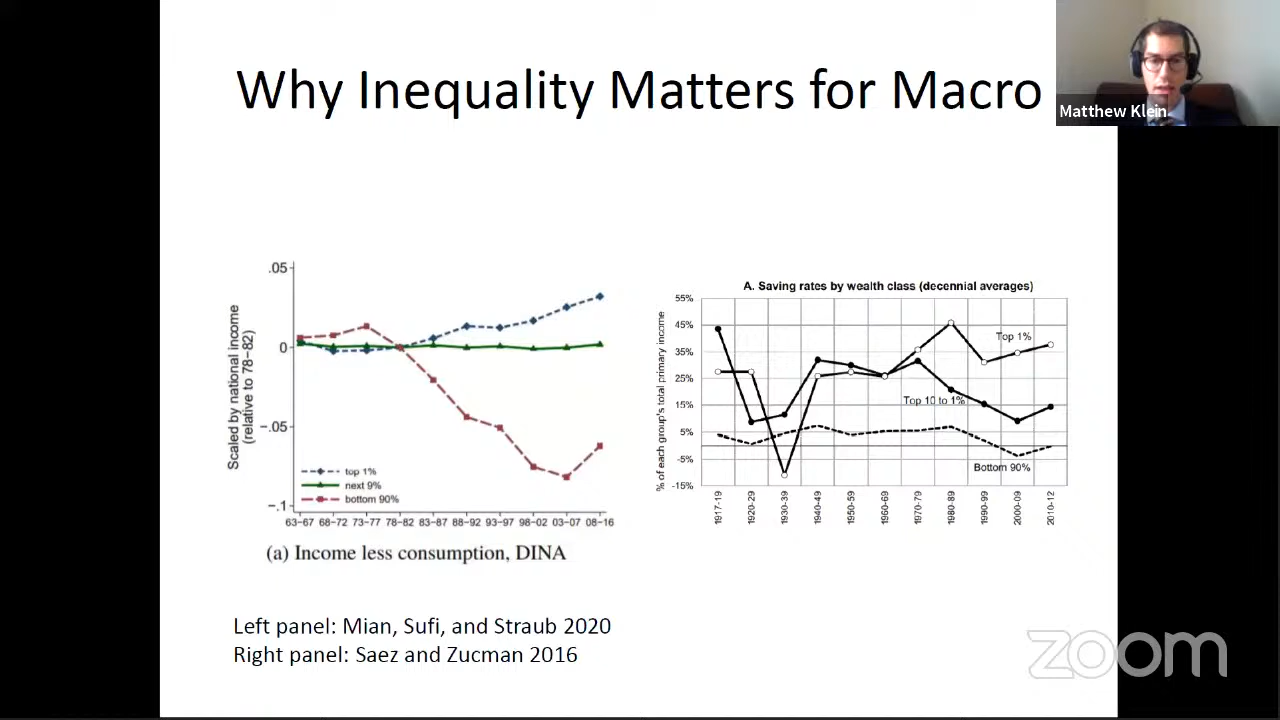 Why Inequality Matters for Macro
Matthew Klein
.05
0
-.05
-.1
Scaled by national income
(relative to 78-82)
top 1%
next 9%
bottom 90%
63-67 68-72 73-77 78-82 83-87 88-92 93-97 98-02 03-07 08-16
(a) Income less consumption, DINA
A. Saving rates by wealth class (decennial averages)
55%
45%
35%
25%
15%
5%
-5%
-15%
% of each group's total primary income
Top 1%
Top 10 to 1%
Bottom 90%
1917-19
1920-29
1930-39
1940-49
1950-59
1960-69
1970-79
1980-89
1990-99
2000-09
2010-12
Left panel: Mian, Sufi, and Straub 2020
Right panel: Saez and Zucman 2016
zoom